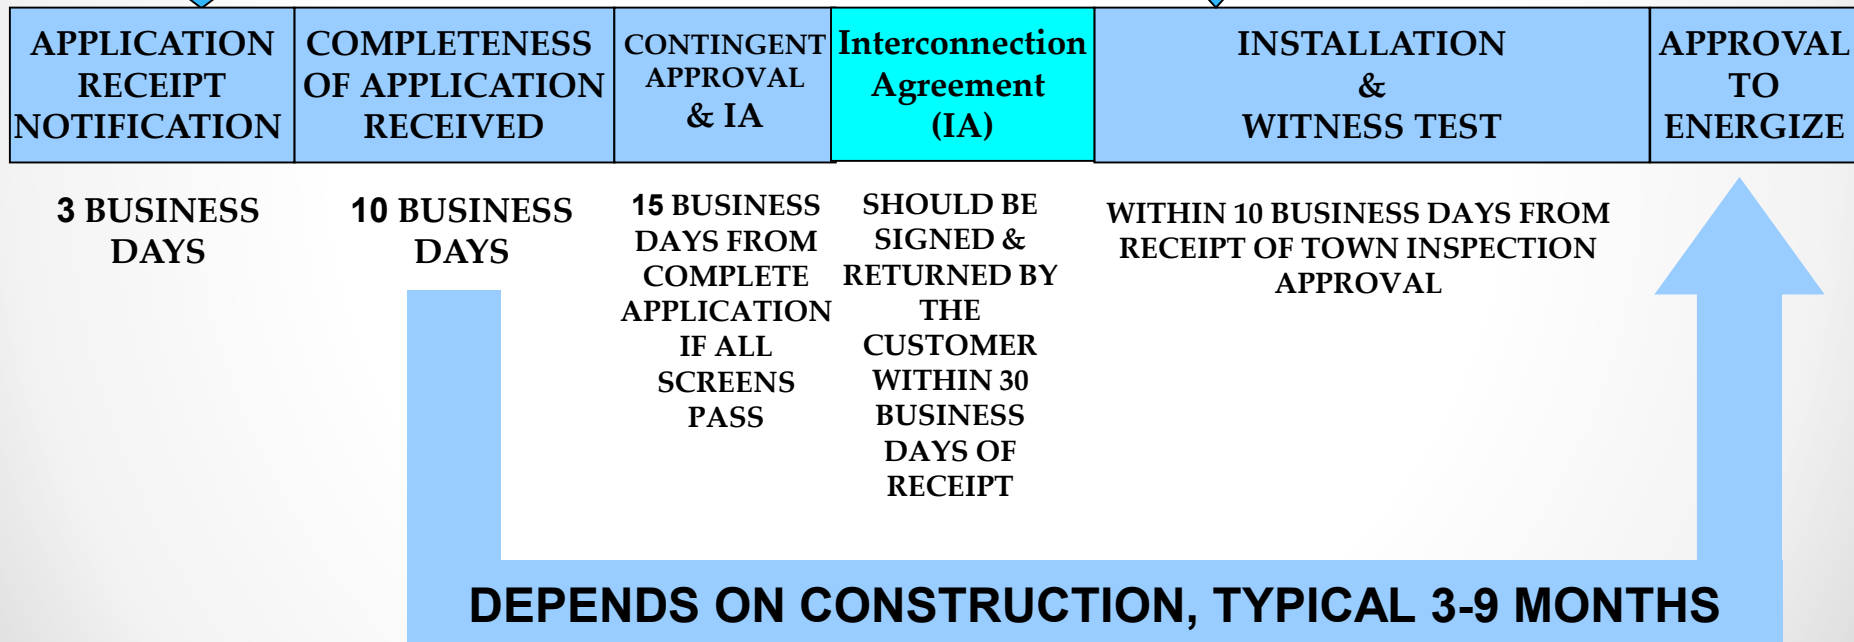 APPLICATION
RECEIPT
NOTIFICATION
COMPLETENESS
OF APPLICATION
RECEIVED
CONTINGENT
APPROVAL
& IA
Interconnection
Agreement
(IA)
INSTALLATION
&
WITNESS TEST
APPROVAL
TO
ENERGIZE
3 BUSINESS
DAYS
10 BUSINESS
DAYS
15 BUSINESS
DAYS FROM
COMPLETE
APPLICATION
IF ALL
SCREENS
PASS
SHOULD BE
SIGNED &
RETURNED BY
THE
CUSTOMER
WITHIN 30
BUSINESS
DAYS OF
RECEIPT
WITHIN 10 BUSINESS DAYS FROM
RECEIPT OF TOWN INSPECTION
APPROVAL
DEPENDS ON CONSTRUCTION, TYPICAL 3-9 MONTHS